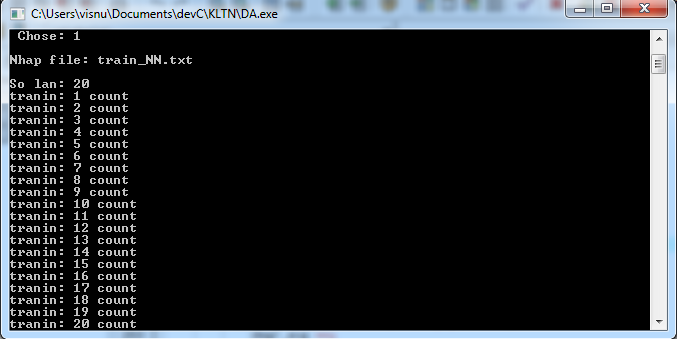 C:\Users\visnu\Documents\devC\KLTN\DA.exe
Chose: 1
Nhap file: train_NN.txt
So lan: 20
tranin: 1 count
tranin: 2 count
tranin: 3 count
tranin: 4 count
tranin: 5 count
tranin: 6 count
tranin: 7 count
tranin: 8 count
tranin: 9 count
tranin: 10 count
tranin: 11 count
tranin: 12 count
tranin: 13 count
tranin: 14 count
tranin: 15 count
tranin: 16 count
tranin: 17 count
tranin: 18 count
tranin: 19 count
tranin: 20 count